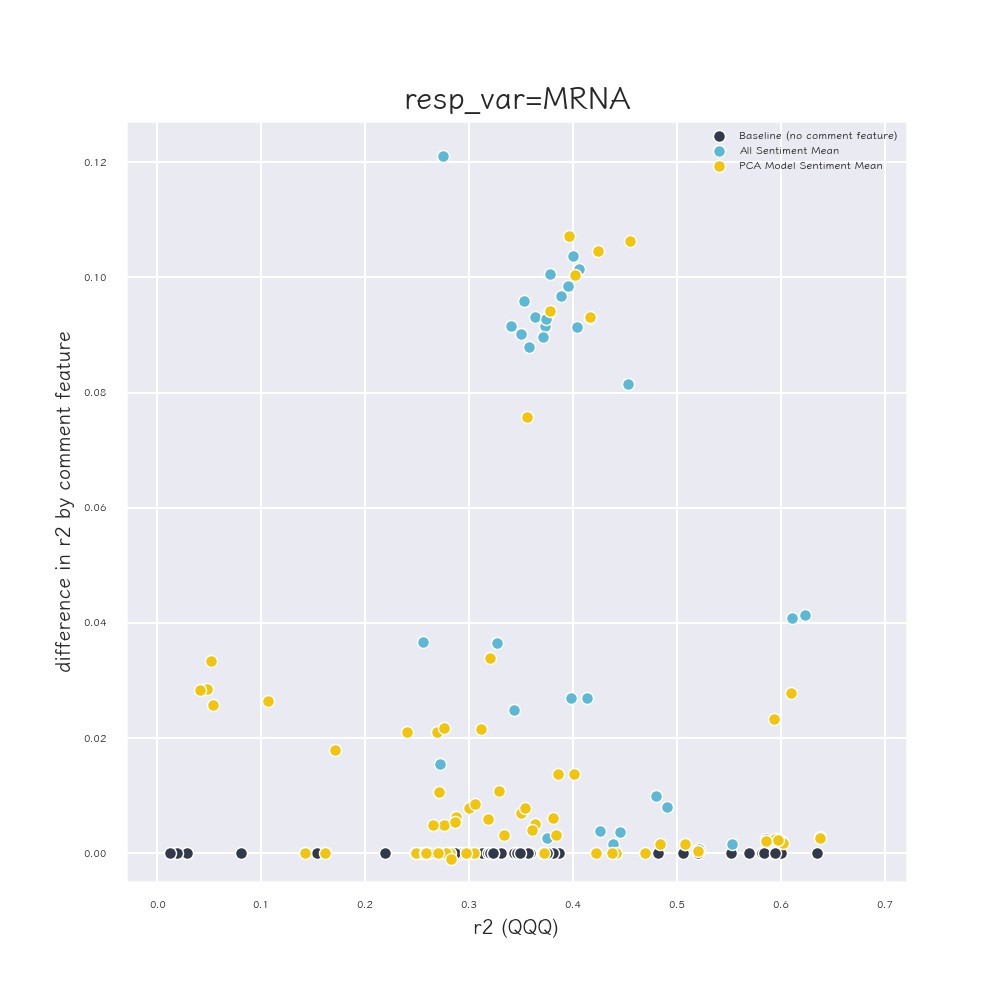 resp_var=MRNA
Baseline (no comment feature)
All Sentiment Mean
PCA Model Sentiment Mean
difference in r2 by comment feature
0.12
0.10
0.08
0.06
0.04
0.02
0.00
0.0 0.1 0.2 0.3 0.4 0.5 0.6 0.7
r2 (QQQ)